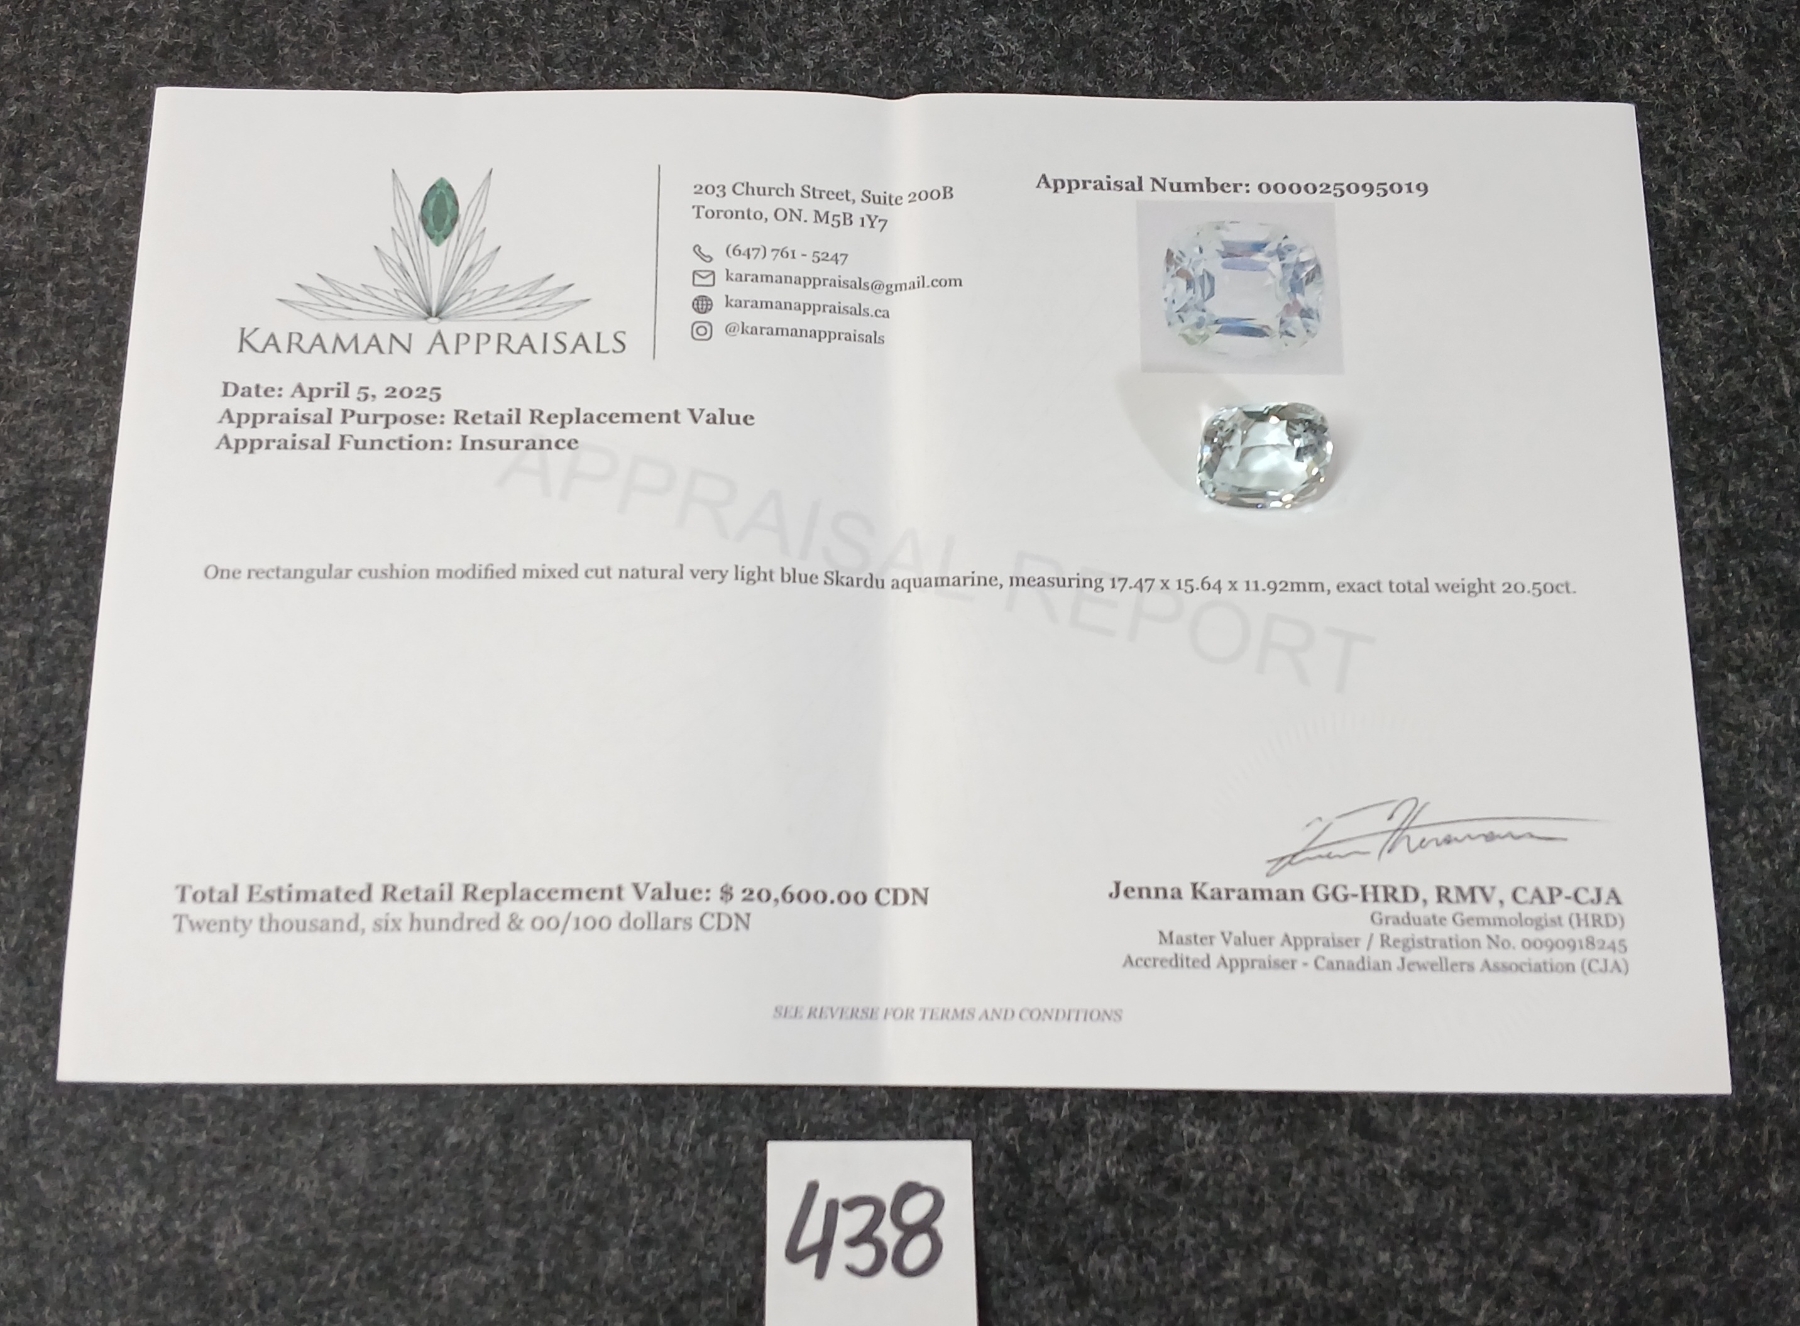 KARAMAN APPRAISALS
203 Church Street, Suite 200B
Toronto, ON. M5B 1Y7
(647) 761 - 5247
karamanappraisals@gmail.com
karamanappraisals.ca
@karamanappraisals
Appraisal Number: 000025095019
Date: April 5, 2025
Appraisal Purpose: Retail Replacement Value
Appraisal Function: Insurance
APPRAISAL REPORT
One rectangular cushion modified mixed cut natural very light blue Skardu aquamarine, measuring 17.47 x 15.64 x 11.92mm, exact total weight 20.50ct.
Total Estimated Retail Replacement Value: $ 20,600.00 CDN
Twenty thousand, six hundred & 00/100 dollars CDN
Jenna Karaman GG-HRD, RMV, CAP-CJA
Graduate Gemmologist (HRD)
Master Valuer Appraiser / Registration No. 0090918245
Accredited Appraiser - Canadian Jewellers Association (CJA)
SEE REVERSE FOR TERMS AND CONDITIONS
438